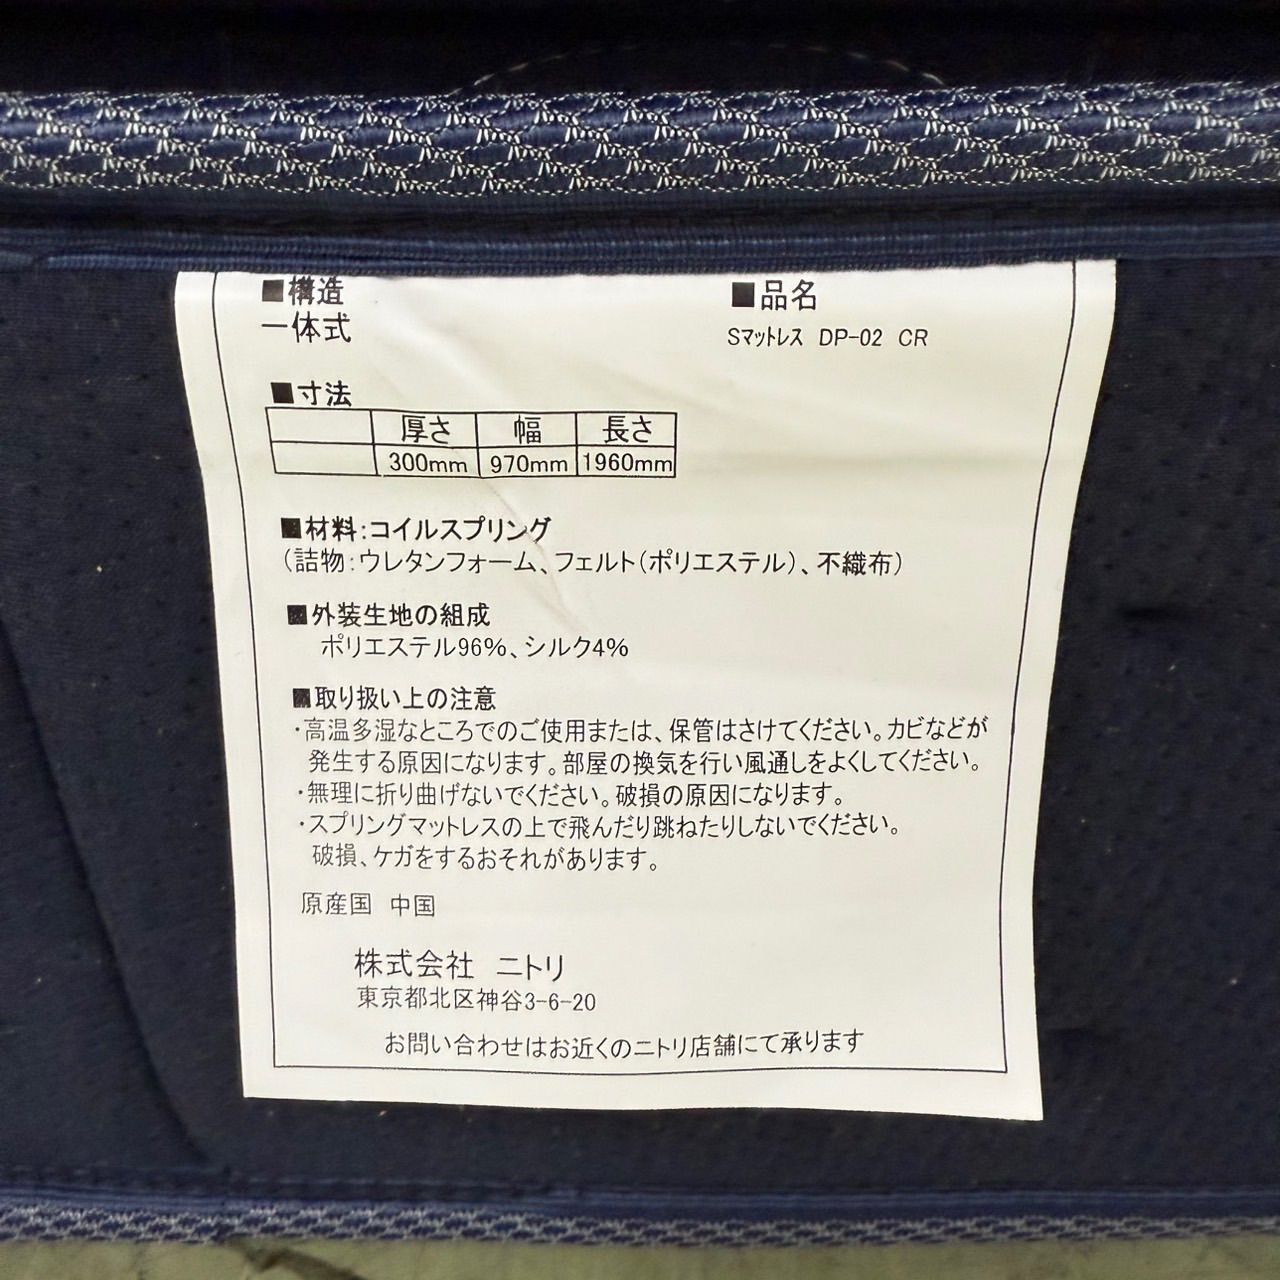 ■構造
一体式
■品名
Sマットレス DP-02 CR
■寸法
厚さ 幅 長さ
300mm 970mm 1960mm
■材料:コイルスプリング
(詰物:ウレタンフォーム、フェルト(ポリエステル)、不織布)
■外装生地の組成
ポリエステル96%、シルク4%
■取り扱い上の注意
・高温多湿なところでのご使用または、保管はさけてください。カビなどが
発生する原因になります。部屋の換気を行い風通しをよくしてください。
・無理に折り曲げないでください。破損の原因になります。
・スプリングマットレスの上で飛んだり跳ねたりしないでください。
破損、ケガをするおそれがあります。
原産国 中国
株式会社 ニトリ
東京都北区神谷3-6-20
お問い合わせはお近くのニトリ店舗にて承ります